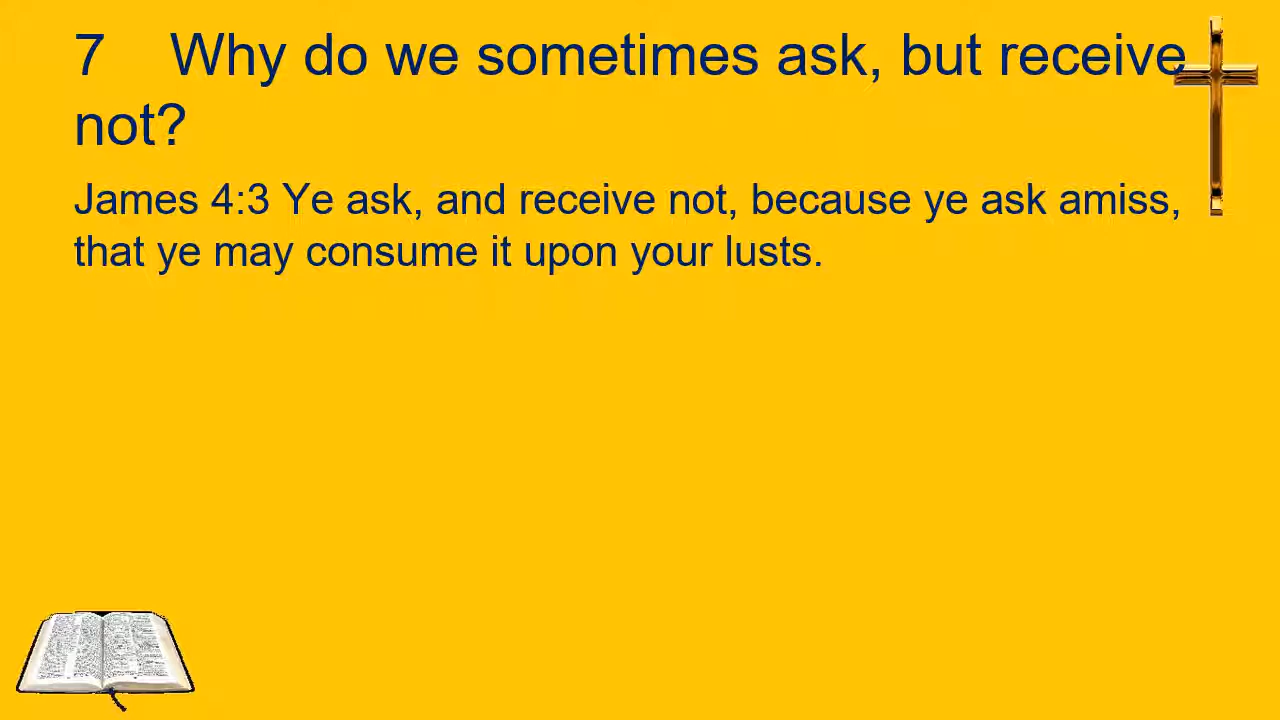 7 Why do we sometimes ask, but receive
not?
James 4:3 Ye ask, and receive not, because ye ask amiss,
that ye may consume it upon your lusts.